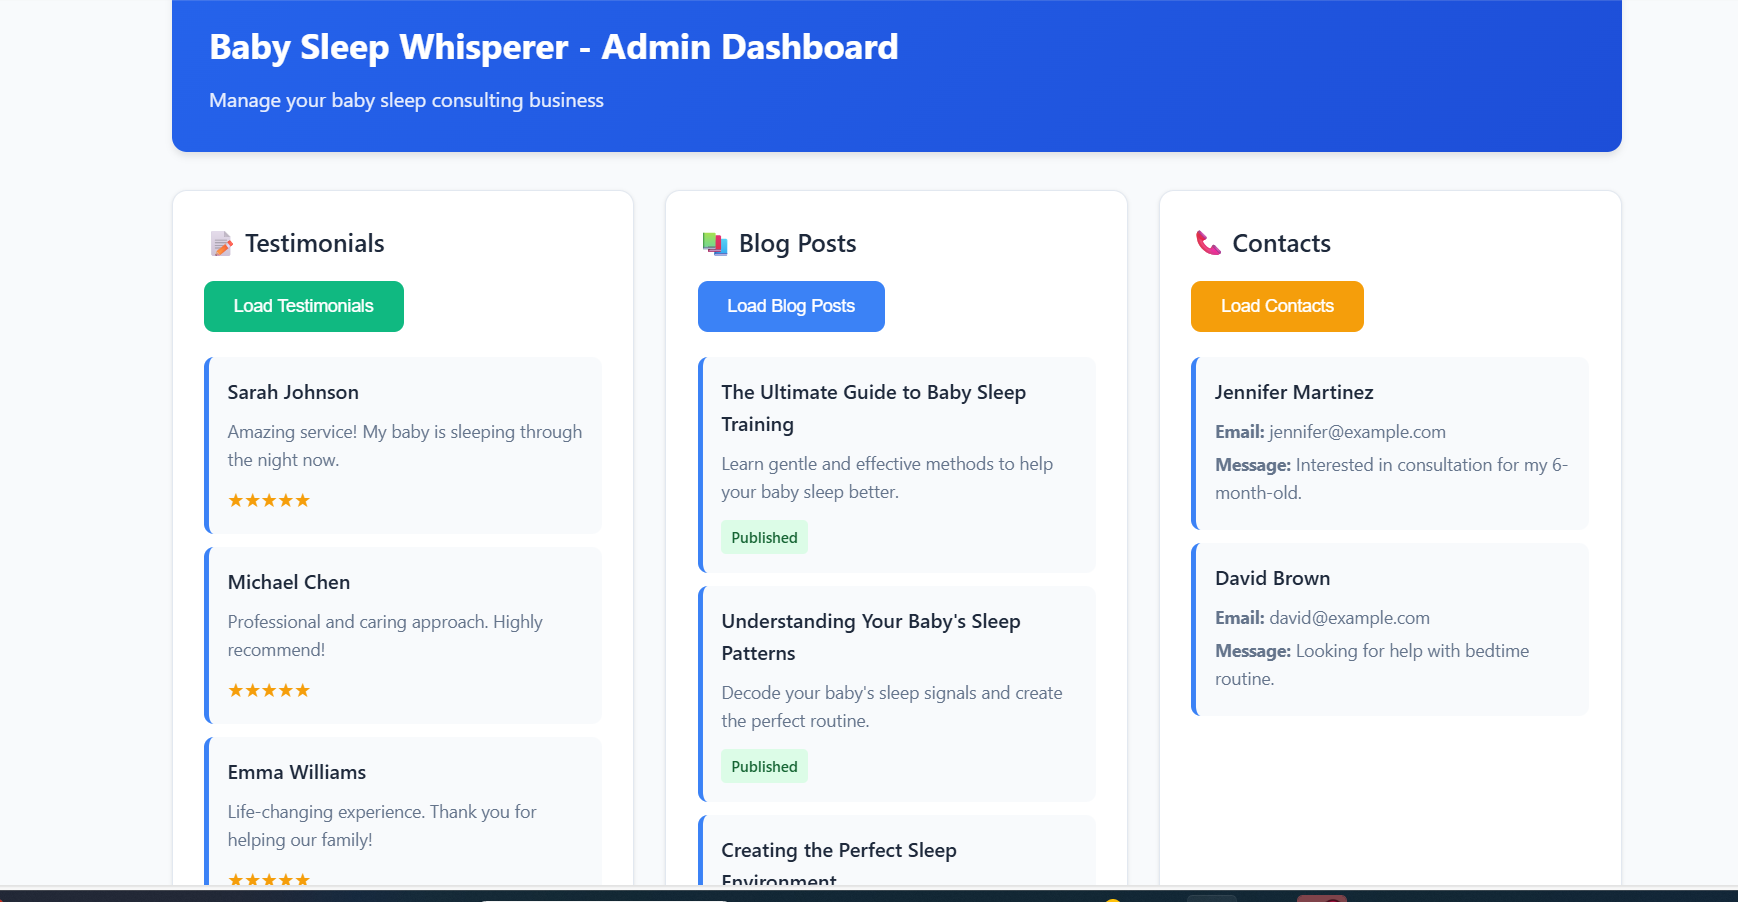 Baby Sleep Whisperer - Admin Dashboard
Manage your baby sleep consulting business
Testimonials
Load Testimonials
Sarah Johnson
Amazing service! My baby is sleeping through
the night now.
★★★★★
Michael Chen
Professional and caring approach. Highly
recommend!
★★★★★
Emma Williams
Life-changing experience. Thank you for
helping our family!
★★★★★
Blog Posts
Load Blog Posts
The Ultimate Guide to Baby Sleep
Training
Learn gentle and effective methods to help
your baby sleep better.
Published
Understanding Your Baby's Sleep
Patterns
Decode your baby's sleep signals and create
the perfect routine.
Published
Creating the Perfect Sleep
Environment
Contacts
Load Contacts
Jennifer Martinez
Email: jennifer@example.com
Message: Interested in consultation for my 6-
month-old.
David Brown
Email: david@example.com
Message: Looking for help with bedtime
routine.